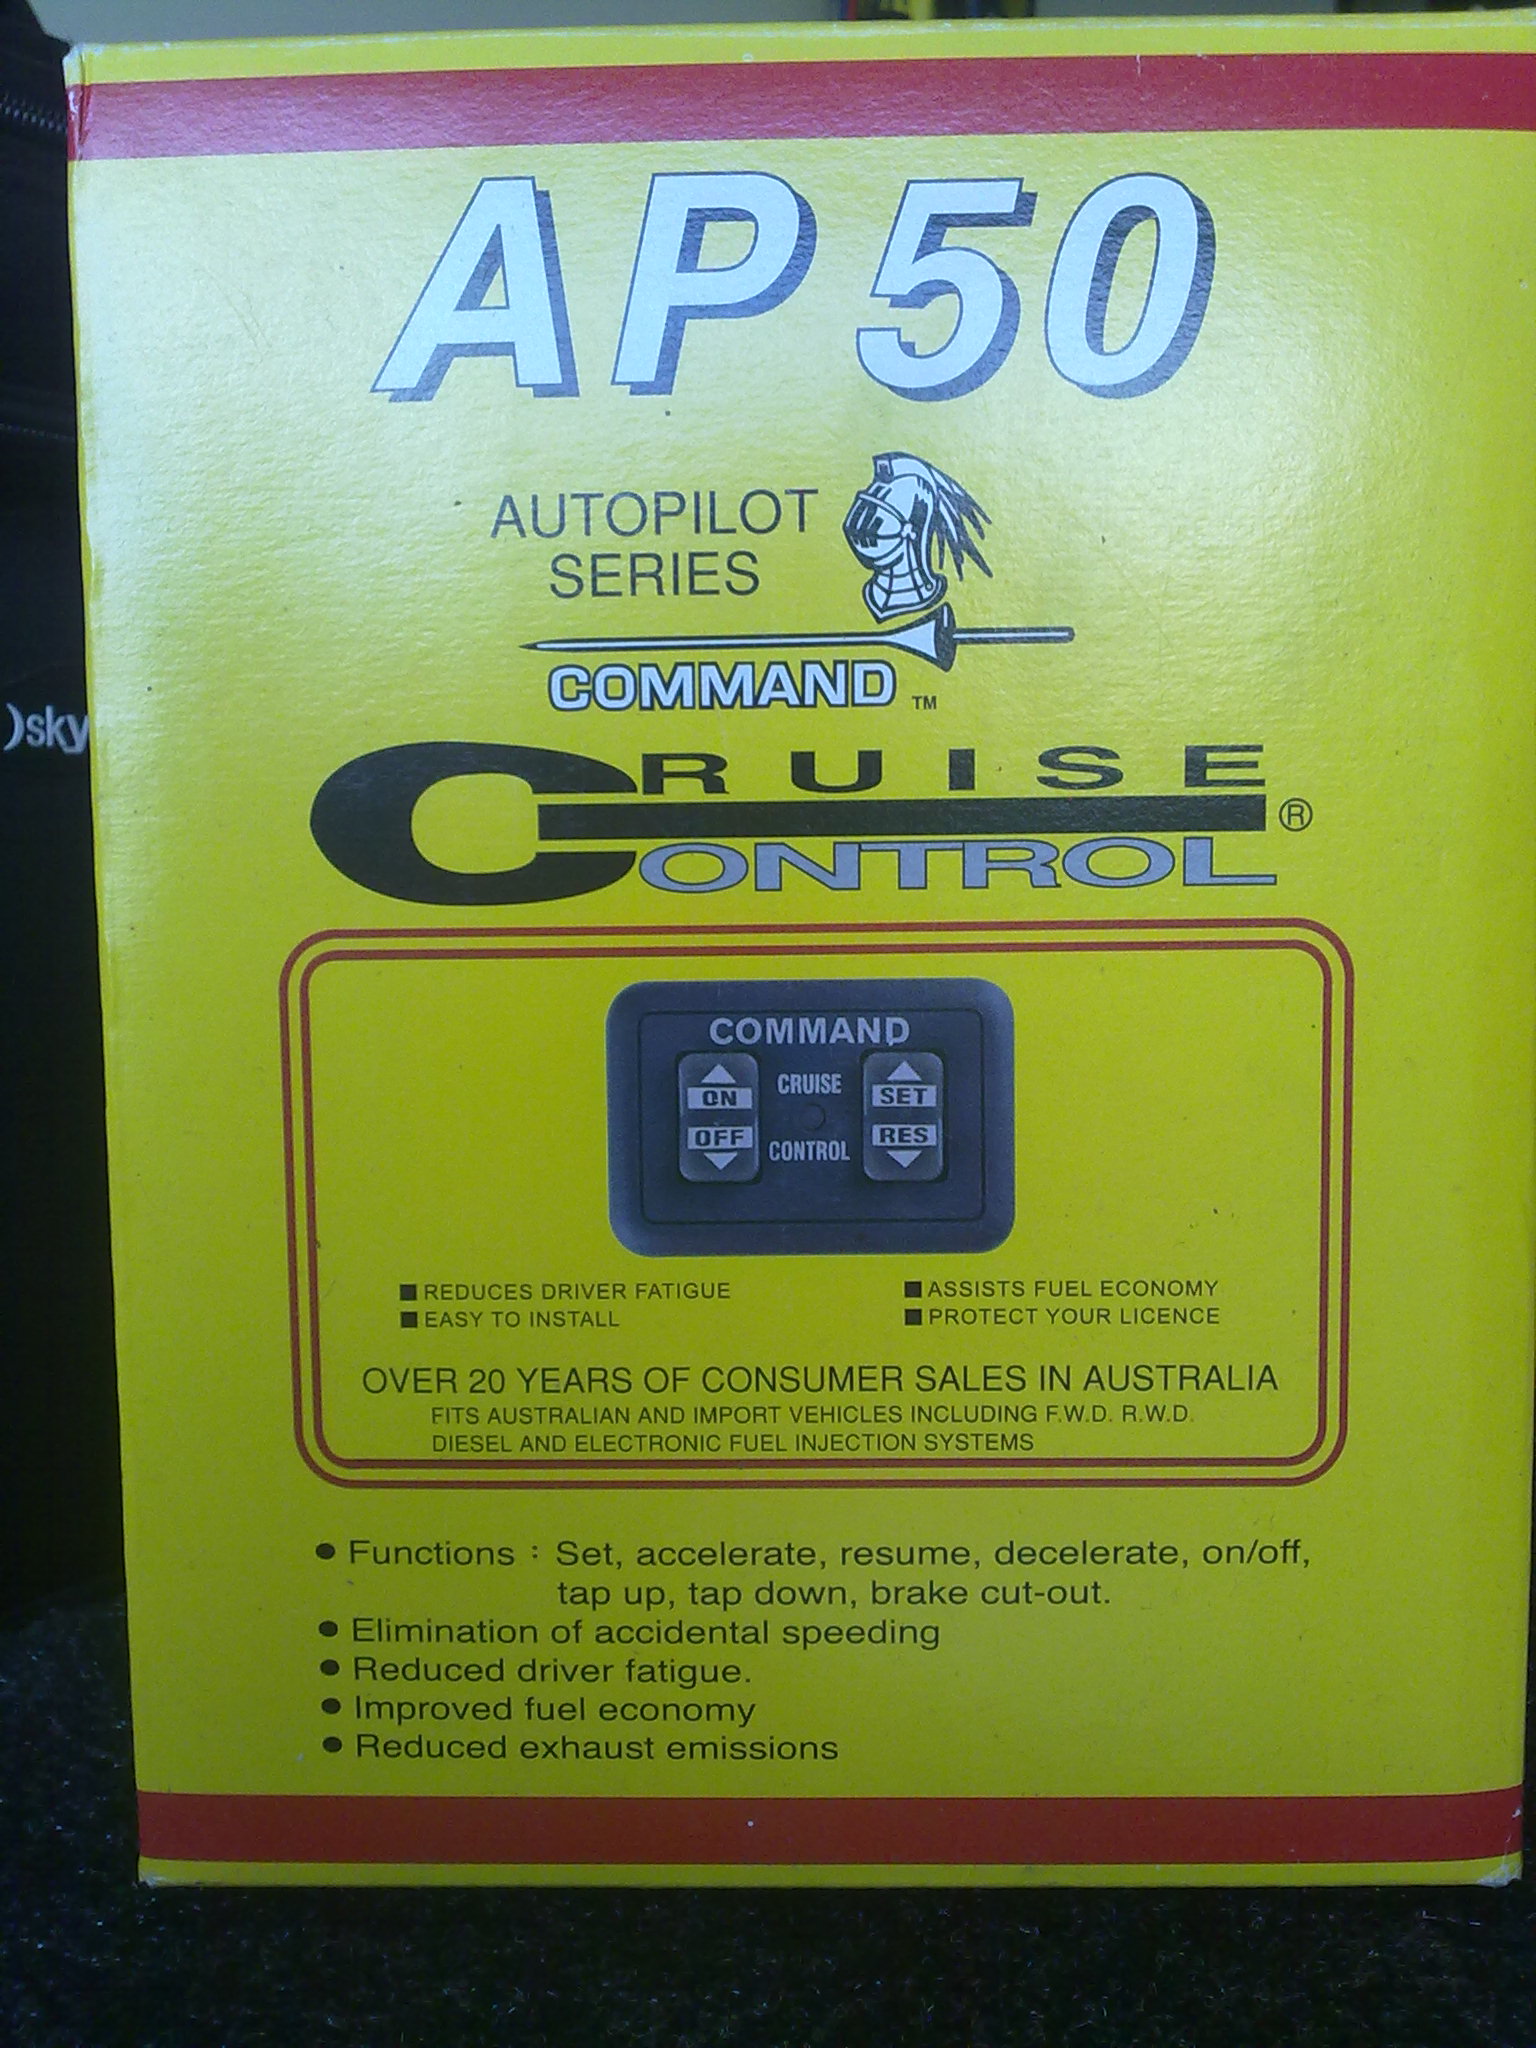 AP 50
AUTOPILOT
SERIES
COMMAND TM
CRUISE
CONTROL ®
)sky
COMMAND
ON
OFF
CRUISE
CONTROL
SET
RES
■ REDUCES DRIVER FATIGUE
■ EASY TO INSTALL
■ ASSISTS FUEL ECONOMY
■ PROTECT YOUR LICENCE
OVER 20 YEARS OF CONSUMER SALES IN AUSTRALIA
FITS AUSTRALIAN AND IMPORT VEHICLES INCLUDING F.W.D. R.W.D.
DIESEL AND ELECTRONIC FUEL INJECTION SYSTEMS
● Functions : Set, accelerate, resume, decelerate, on/off,
tap up, tap down, brake cut-out.
● Elimination of accidental speeding
● Reduced driver fatigue.
● Improved fuel economy
● Reduced exhaust emissions